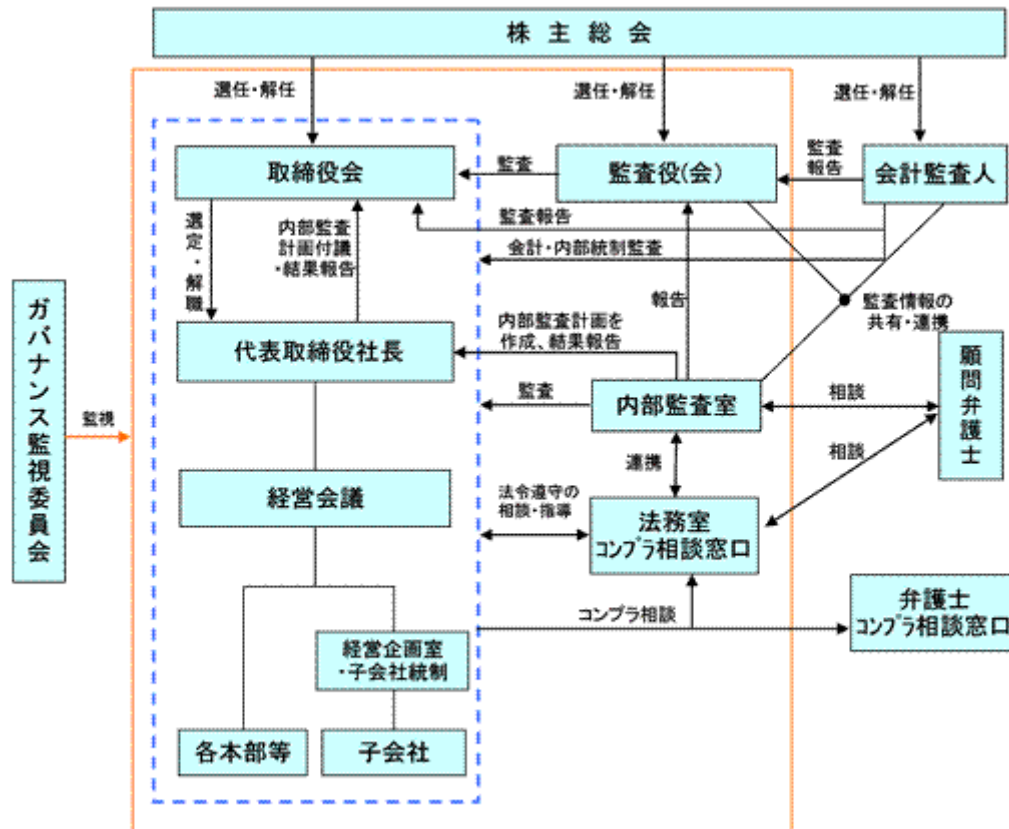 株主総会
選任・解任
選任・解任
選任・解任
取締役会
監査
監査役(会)
監査
報告
会計監査人
選定・解職
内部監査
計画付議
・結果報告
監査報告
会計・内部統制監査
報告
監査情報の
共有・連携
ガバナンス監視委員会
監視
代表取締役社長
内部監査計画を
作成、結果報告
監査
内部監査室
相談
顧問弁護士
相談
連携
経営会議
法令遵守の
相談・指導
法務室
コンプラ相談窓口
コンプラ相談
弁護士
コンプラ相談窓口
経営企画室
・子会社統制
各本部等
子会社